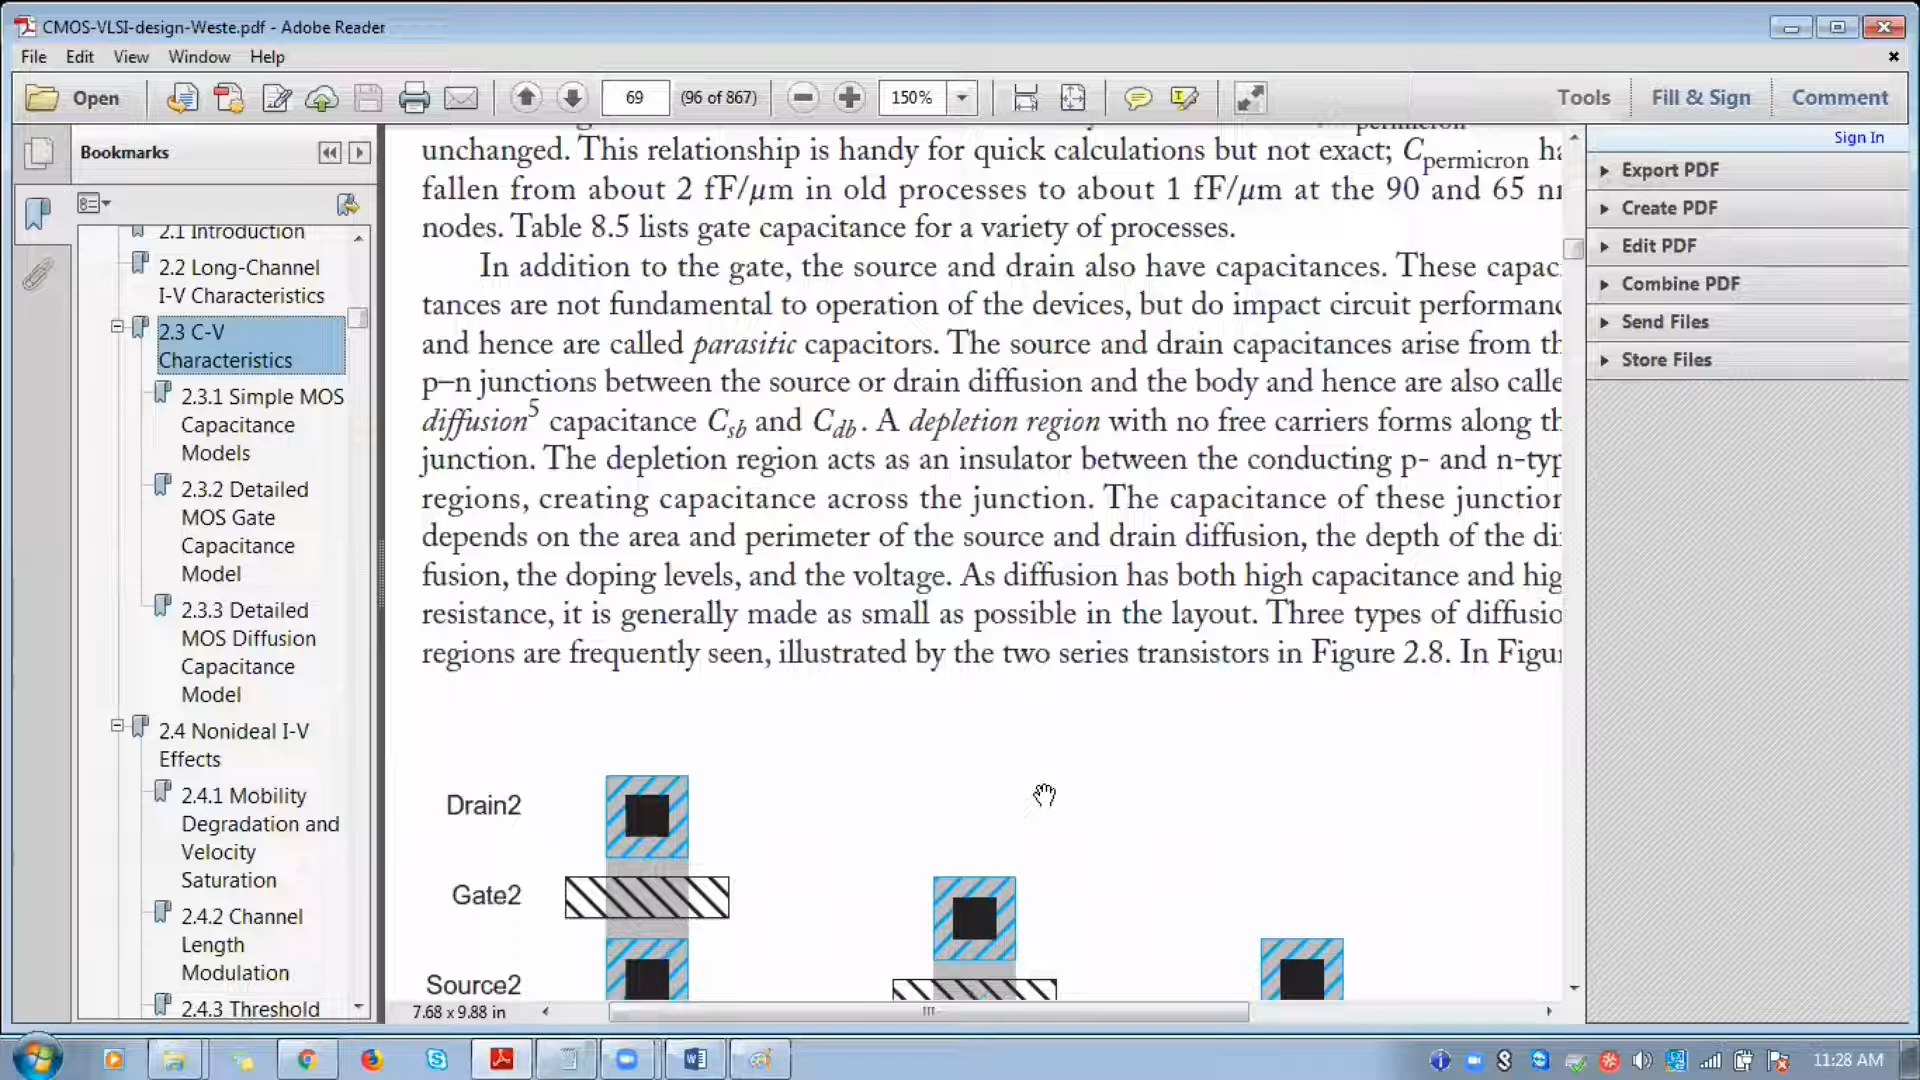 CMOS-VLSI-design-Weste.pdf - Adobe Reader
File Edit View Window Help
Open 69 (96 of 867) 150% Tools Fill & Sign Comment
Sign In
Bookmarks
2.1 Introduction
2.2 Long-Channel
I-V Characteristics
2.3 C-V
Characteristics
2.3.1 Simple MOS
Capacitance
Models
2.3.2 Detailed
MOS Gate
Capacitance
Model
2.3.3 Detailed
MOS Diffusion
Capacitance
Model
2.4 Nonideal I-V
Effects
2.4.1 Mobility
Degradation and
Velocity
Saturation
2.4.2 Channel
Length
Modulation
2.4.3 Threshold
permicron
unchanged. This relationship is handy for quick calculations but not exact; Cpermicron ha
fallen from about 2 fF/μm in old processes to about 1 fF/μm at the 90 and 65 n
nodes. Table 8.5 lists gate capacitance for a variety of processes.
In addition to the gate, the source and drain also have capacitances. These capac
tances are not fundamental to operation of the devices, but do impact circuit performanc
and hence are called parasitic capacitors. The source and drain capacitances arise from th
p–n junctions between the source or drain diffusion and the body and hence are also calle
diffusion5 capacitance Csb and Cdb. A depletion region with no free carriers forms along th
junction. The depletion region acts as an insulator between the conducting p- and n-typ
regions, creating capacitance across the junction. The capacitance of these junction
depends on the area and perimeter of the source and drain diffusion, the depth of the di
fusion, the doping levels, and the voltage. As diffusion has both high capacitance and hig
resistance, it is generally made as small as possible in the layout. Three types of diffusio
regions are frequently seen, illustrated by the two series transistors in Figure 2.8. In Figu
Drain2
Gate2
Source2
7.68 x 9.88 in
Export PDF
Create PDF
Edit PDF
Combine PDF
Send Files
Store Files
11:28 AM